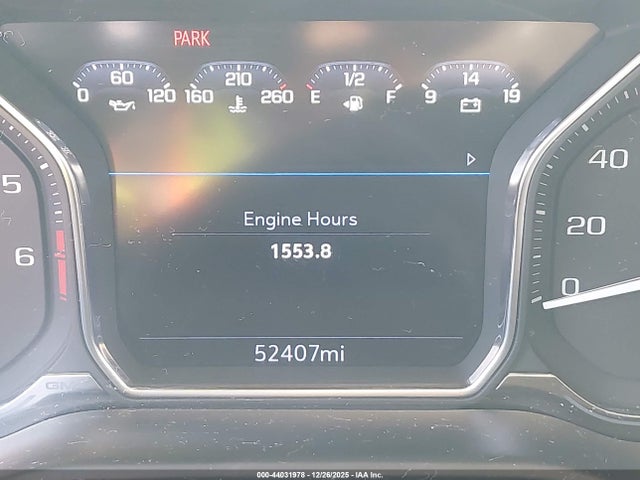 PARK
60 210 1/2 14
0 120 160 260 E F 9 19
Engine Hours
1553.8
52407mi
5
6
40
20
0
GMC
000-44031978 - 12/26/2025 - IAA Inc.